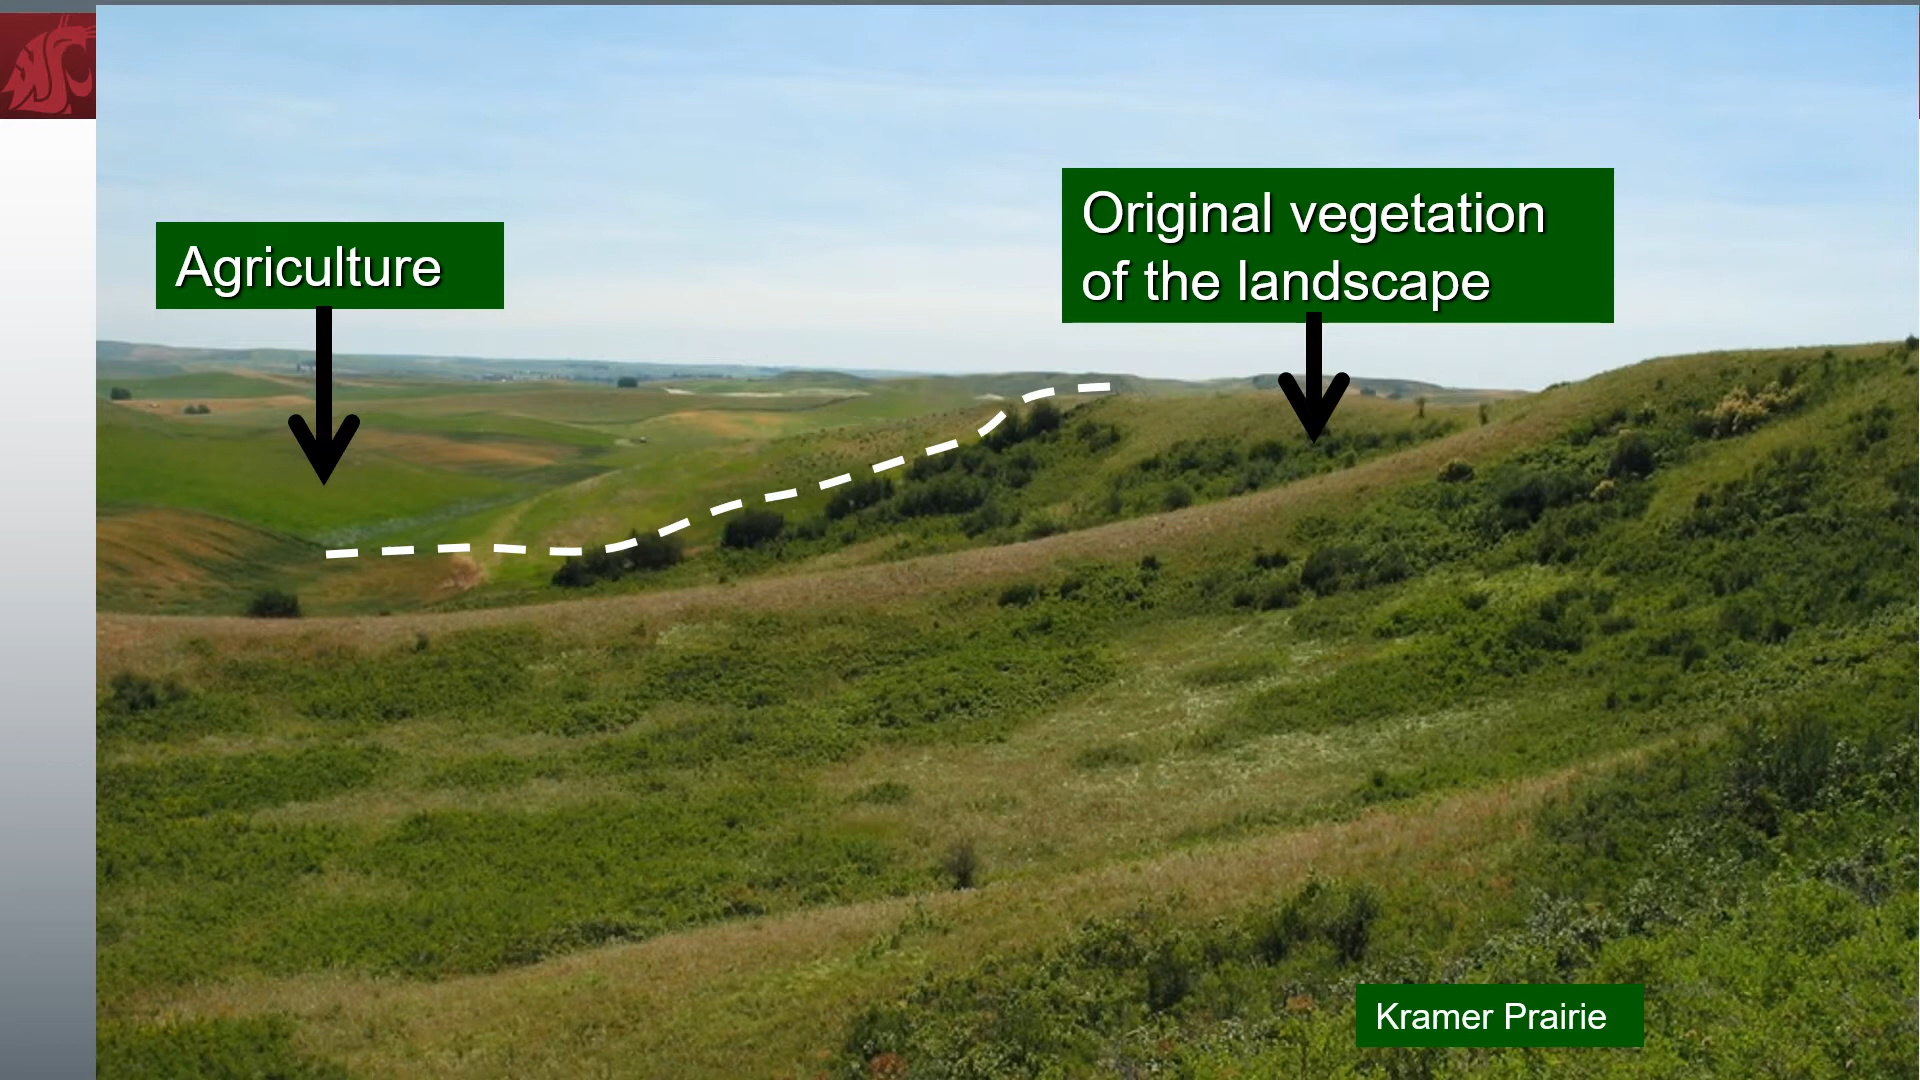 Agriculture
Original vegetation
of the landscape
Kramer Prairie